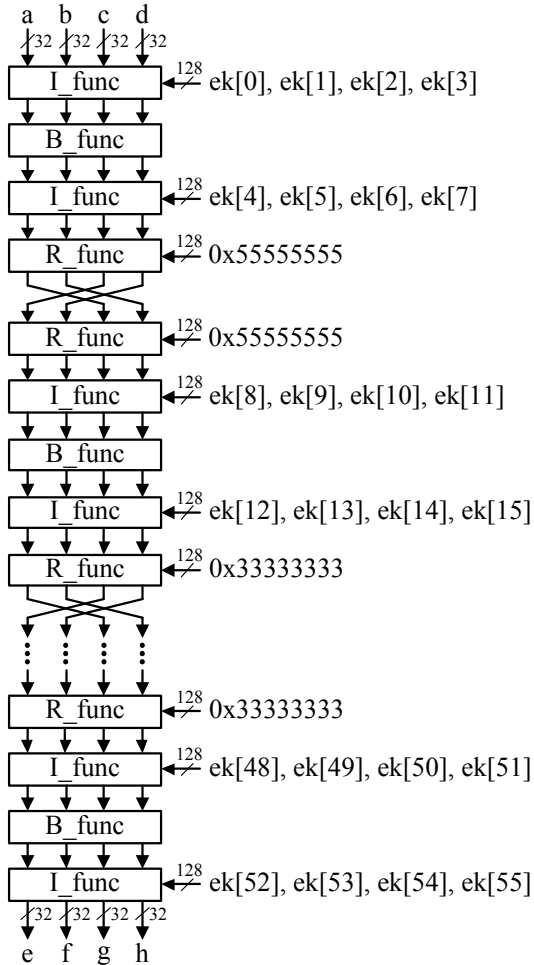 a b c d
32 32 32 32
I_func 128 ek[0], ek[1], ek[2], ek[3]
B_func
I_func 128 ek[4], ek[5], ek[6], ek[7]
R_func 128 0x55555555
R_func 128 0x55555555
I_func 128 ek[8], ek[9], ek[10], ek[11]
B_func
I_func 128 ek[12], ek[13], ek[14], ek[15]
R_func 128 0x33333333
R_func 128 0x33333333
I_func 128 ek[48], ek[49], ek[50], ek[51]
B_func
I_func 128 ek[52], ek[53], ek[54], ek[55]
32 32 32 32
e f g h